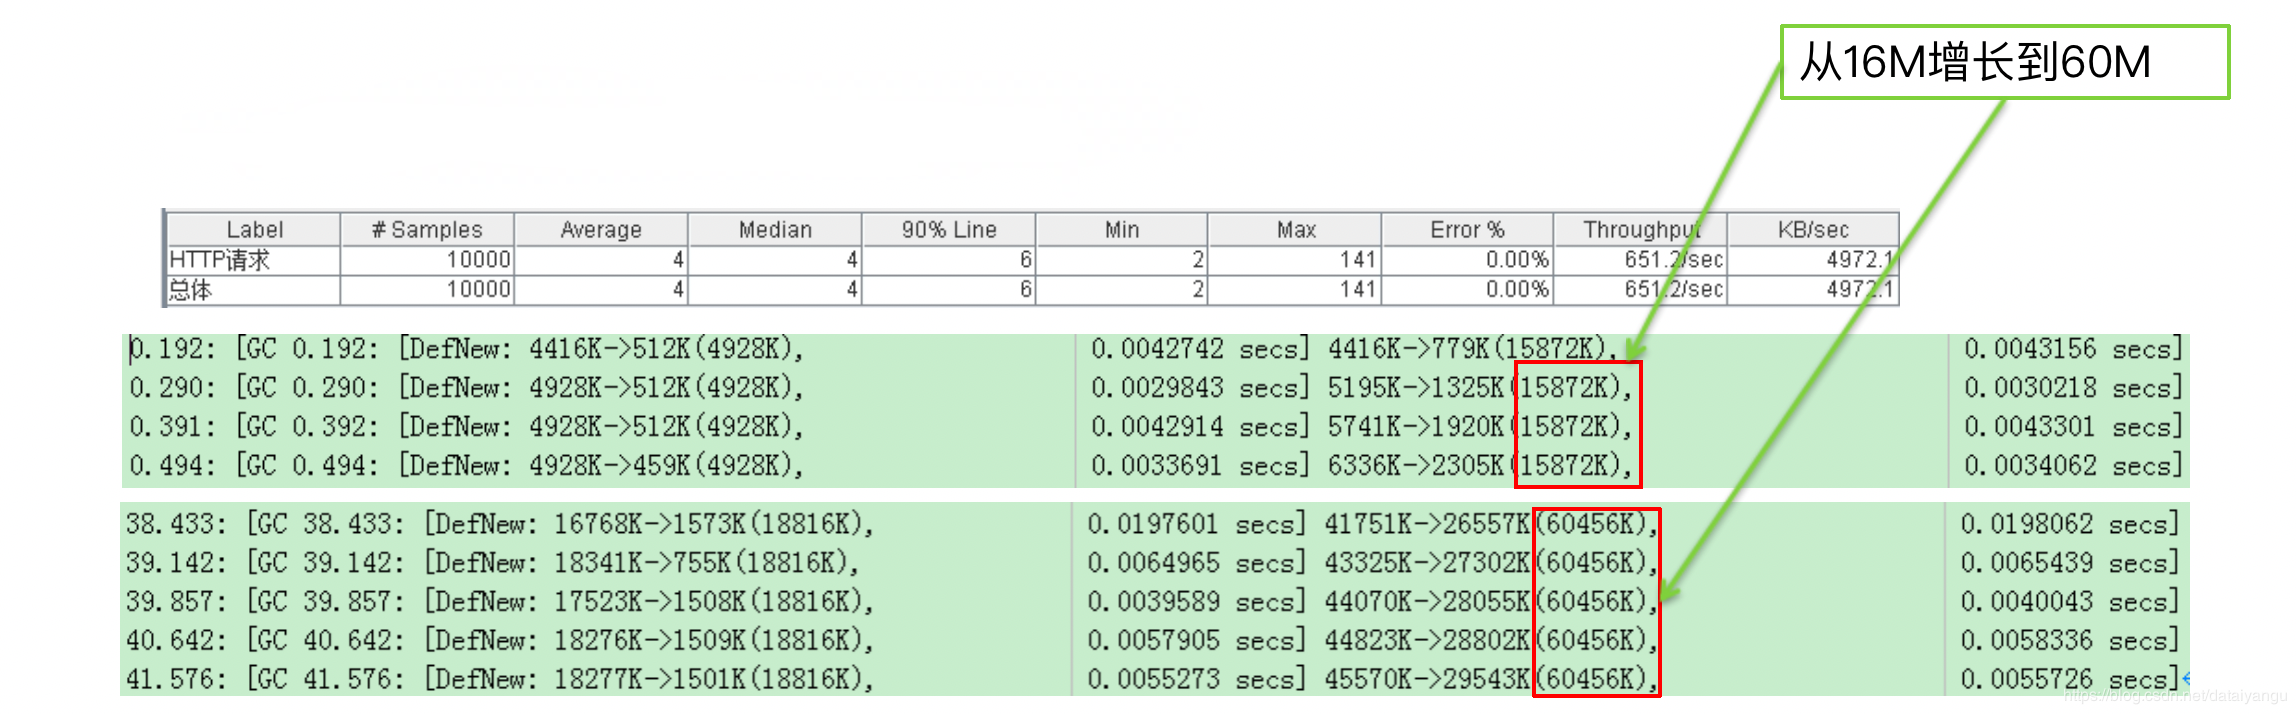 从16M增长到60M
Label # Samples Average Median 90% Line Min Max Error % Throughput KB/sec
HTTP请求 10000 4 4 6 2 141 0.00% 651.2/sec 4972.1
总体 10000 4 4 6 2 141 0.00% 651.2/sec 4972.1
0.192: [GC 0.192: [DefNew: 4416K->512K(4928K), 0.0042742 secs] 4416K->779K(15872K), 0.0043156 secs]
0.290: [GC 0.290: [DefNew: 4928K->512K(4928K), 0.0029843 secs] 5195K->1325K(15872K), 0.0030218 secs]
0.391: [GC 0.392: [DefNew: 4928K->512K(4928K), 0.0042914 secs] 5741K->1920K(15872K), 0.0043301 secs]
0.494: [GC 0.494: [DefNew: 4928K->459K(4928K), 0.0033691 secs] 6336K->2305K(15872K), 0.0034062 secs]
38.433: [GC 38.433: [DefNew: 16768K->1573K(18816K), 0.0197601 secs] 41751K->26557K(60456K), 0.0198062 secs]
39.142: [GC 39.142: [DefNew: 18341K->755K(18816K), 0.0064965 secs] 43325K->27302K(60456K), 0.0065439 secs]
39.857: [GC 39.857: [DefNew: 17523K->1508K(18816K), 0.0039589 secs] 44070K->28055K(60456K), 0.0040043 secs]
40.642: [GC 40.642: [DefNew: 18276K->1509K(18816K), 0.0057905 secs] 44823K->28802K(60456K), 0.0058336 secs]
41.576: [GC 41.576: [DefNew: 18277K->1501K(18816K), 0.0055273 secs] 45570K->29543K(60456K), 0.0055726 secs]
https://blog.csdn.net/dataiyangu